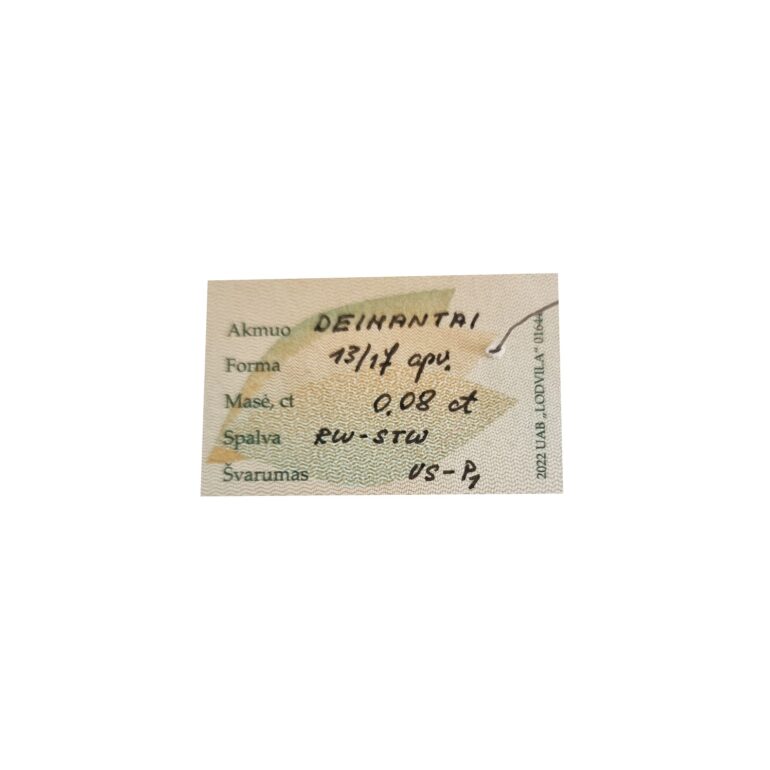 Akmuo DEIMANTAI
Forma 13/17 apv.
Masė, ct 0,08 ct
Spalva RW-STW
Švarumas VS-P1
2022 UAB „LODVILA“ 01644